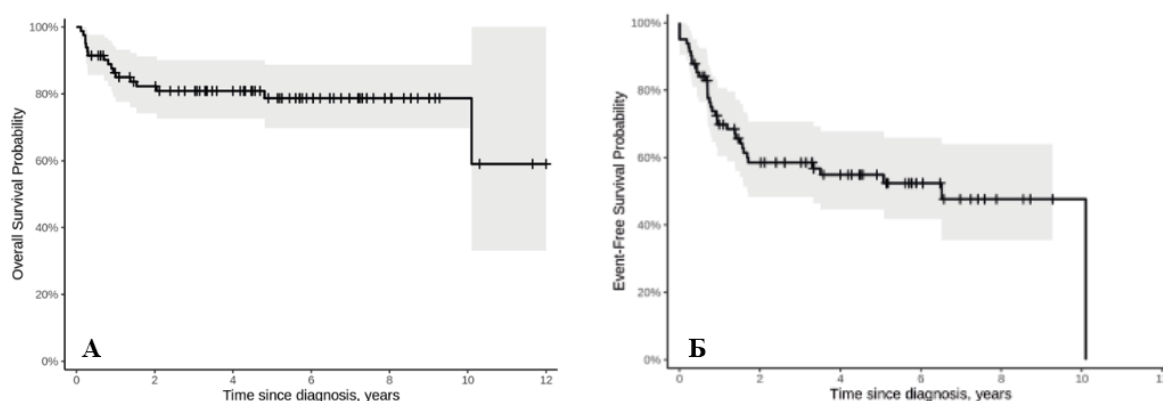 Overall Survival Probability
100%
80%
60%
40%
20%
0%
А
0 2 4 6 8 10 12
Time since diagnosis, years
Event-Free Survival Probability
100%
80%
60%
40%
20%
0%
Б
0 2 4 6 8 10
Time since diagnosis, years